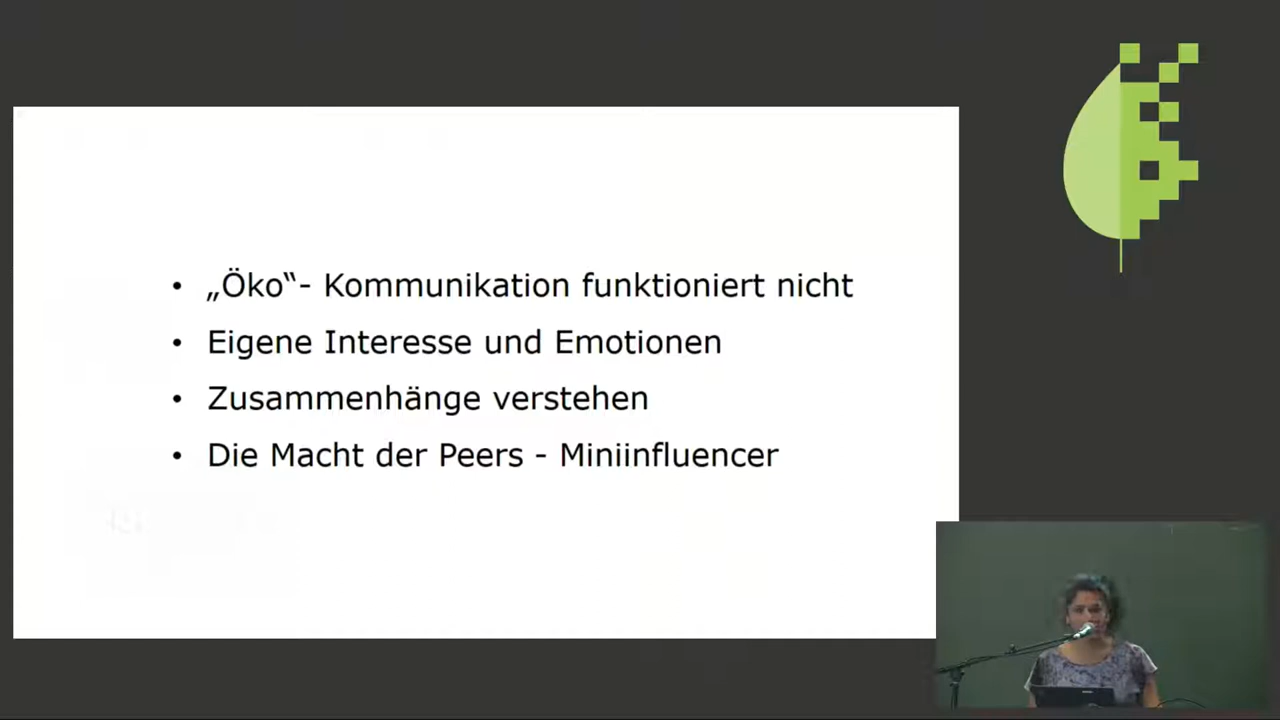 • „Öko“- Kommunikation funktioniert nicht
• Eigene Interesse und Emotionen
• Zusammenhänge verstehen
• Die Macht der Peers - Miniinfluencer